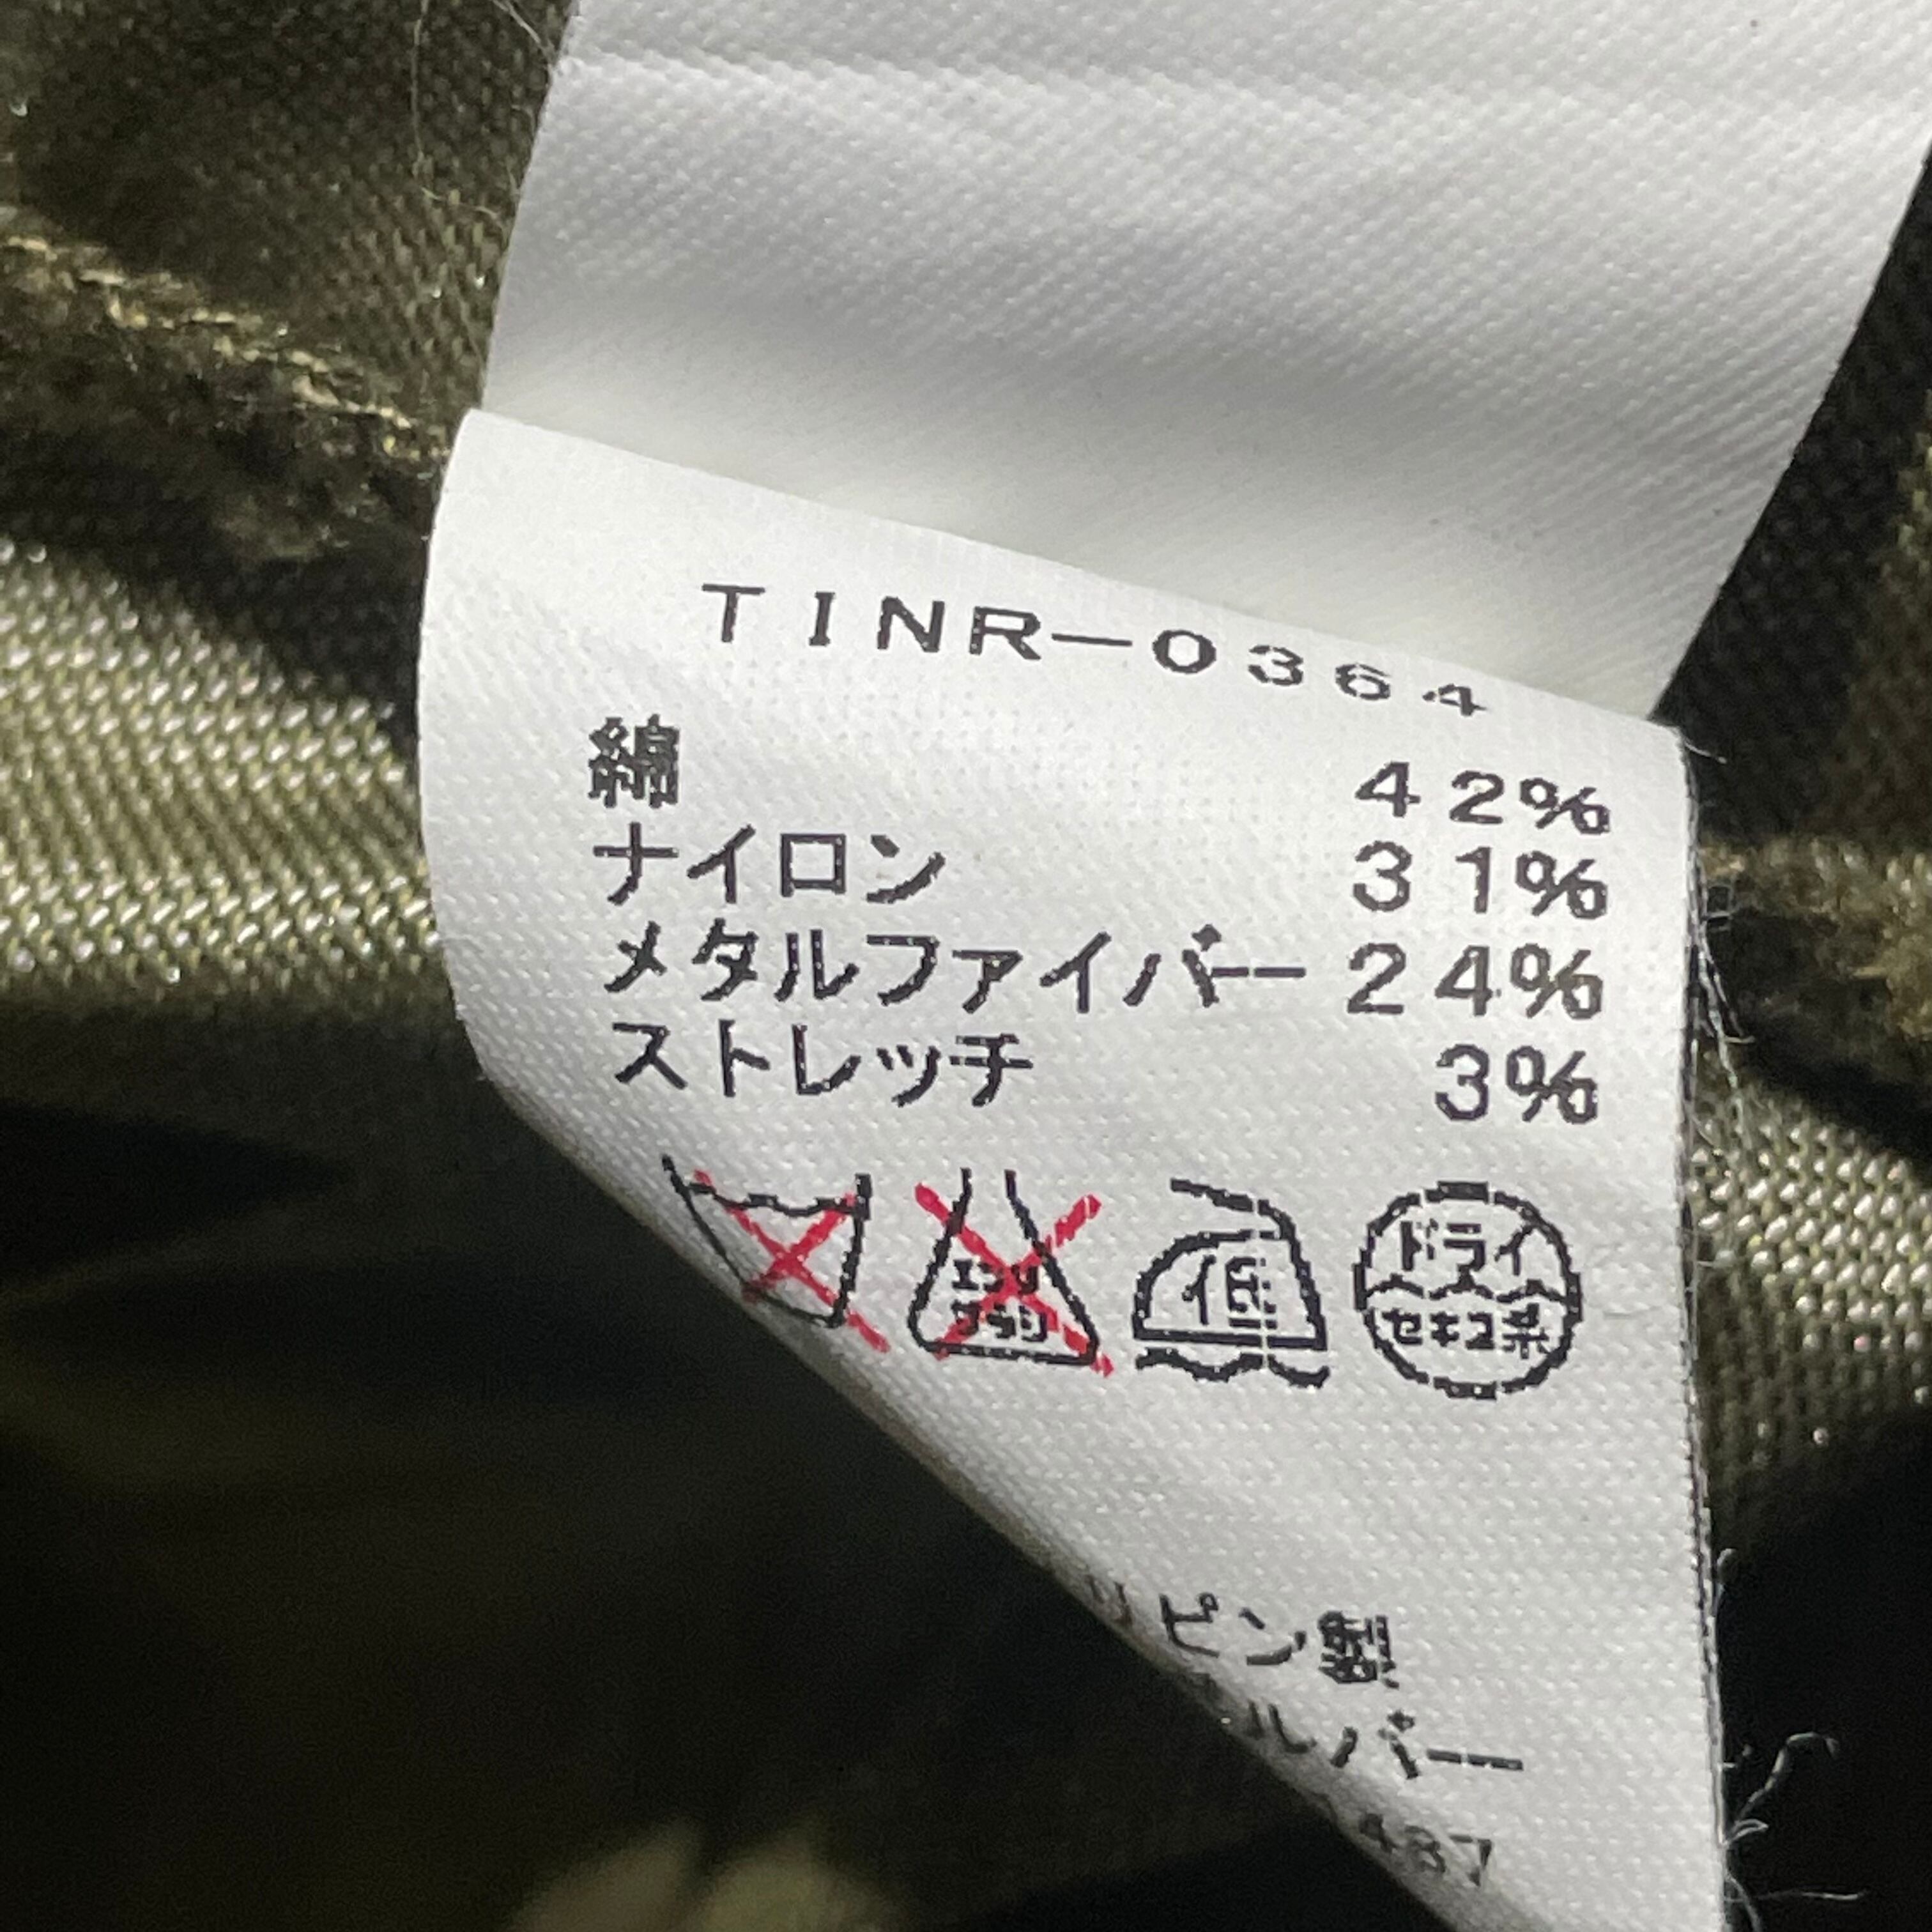 TINR-0364
綿 42%
ナイロン 31%
メタルファイバー 24%
ストレッチ 3%
エンソ 低 ドライ
サラシ セキユ系
リピン製
ルバー
487